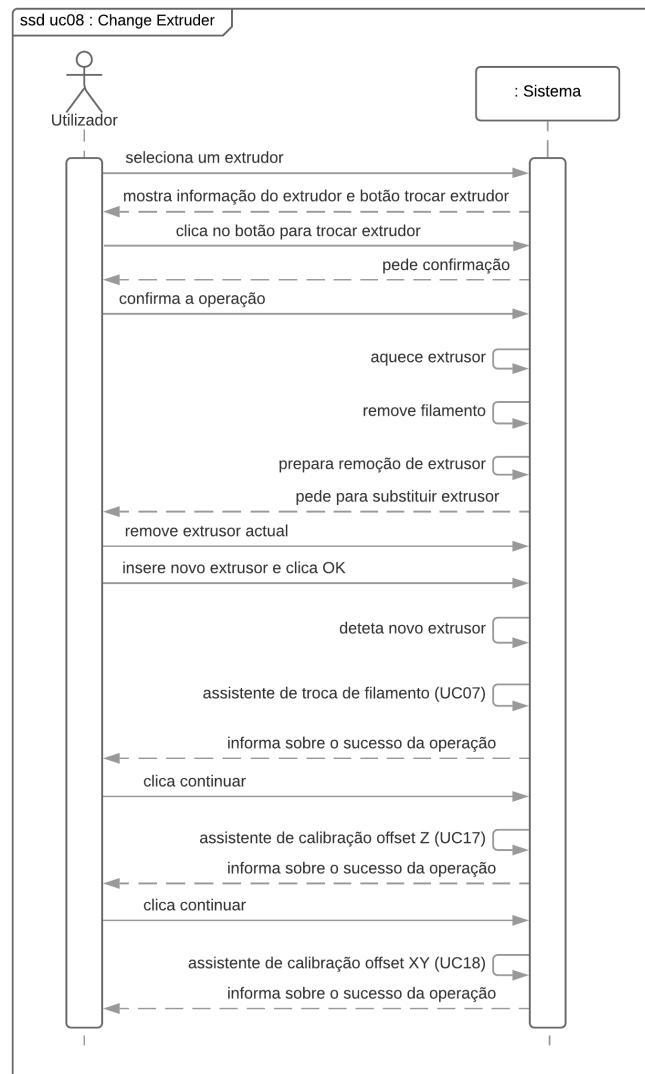 ssd uc08 : Change Extruder
Utilizador
: Sistema
seleciona um extrudor
mostra informação do extrudor e botão trocar extrudor
clica no botão para trocar extrudor
pede confirmação
confirma a operação
aquece extrusor
remove filamento
prepara remoção de extrusor
pede para substituir extrusor
remove extrusor actual
insere novo extrusor e clica OK
deteta novo extrusor
assistente de troca de filamento (UC07)
informa sobre o sucesso da operação
clica continuar
assistente de calibração offset Z (UC17)
informa sobre o sucesso da operação
clica continuar
assistente de calibração offset XY (UC18)
informa sobre o sucesso da operação